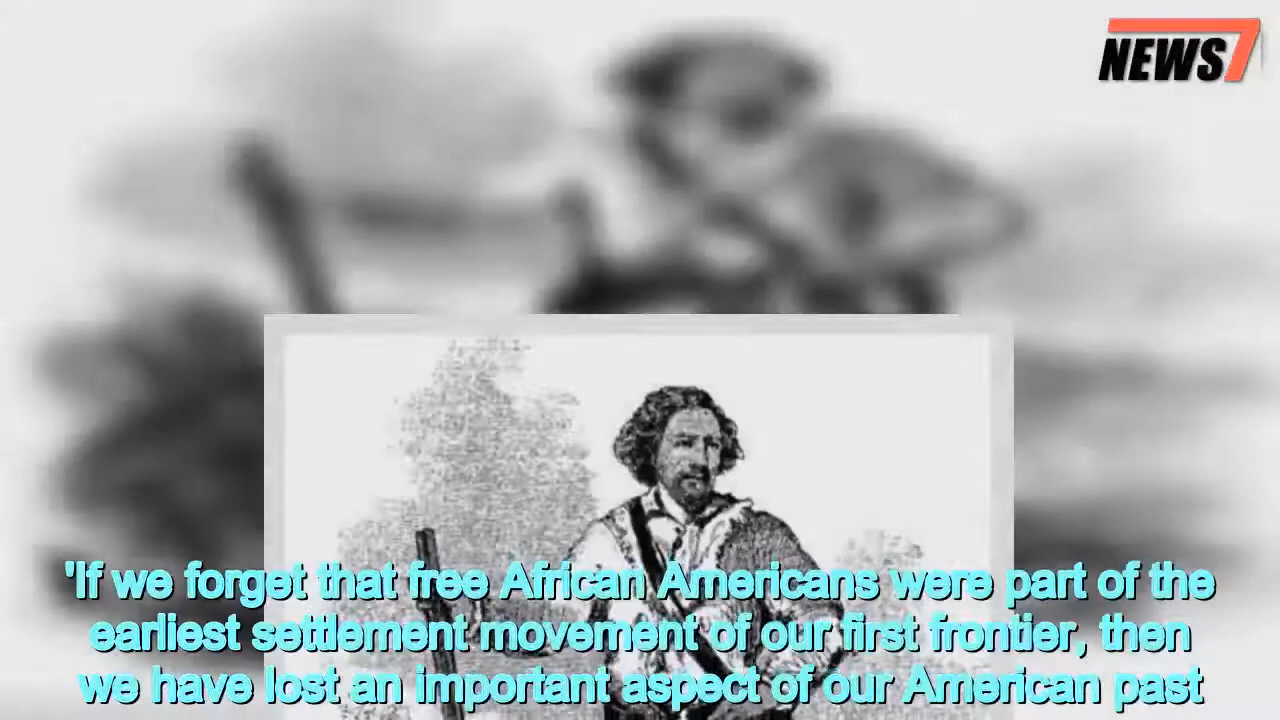 NEWS7
'If we forget that free African Americans were part of the
earliest settlement movement of our first frontier, then
we have lost an important aspect of our American past